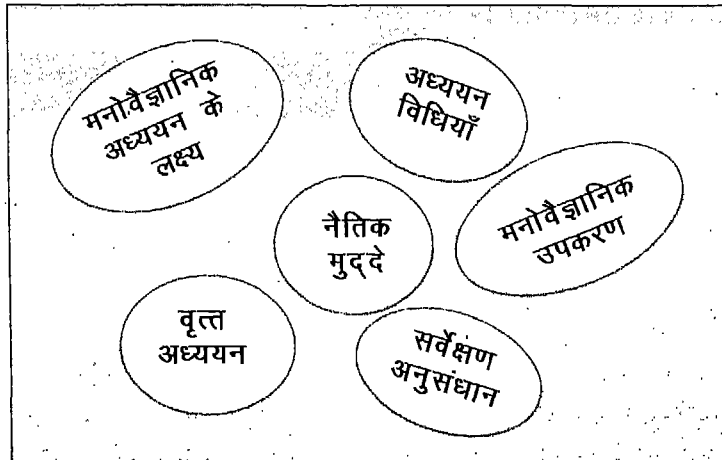 मनोवैज्ञानिक
अध्ययन के
लक्ष्य
अध्ययन
विधियाँ
नैतिक
मुद्दे
मनोवैज्ञानिक
उपकरण
वृत्त
अध्ययन
सर्वेक्षण
अनुसंधान